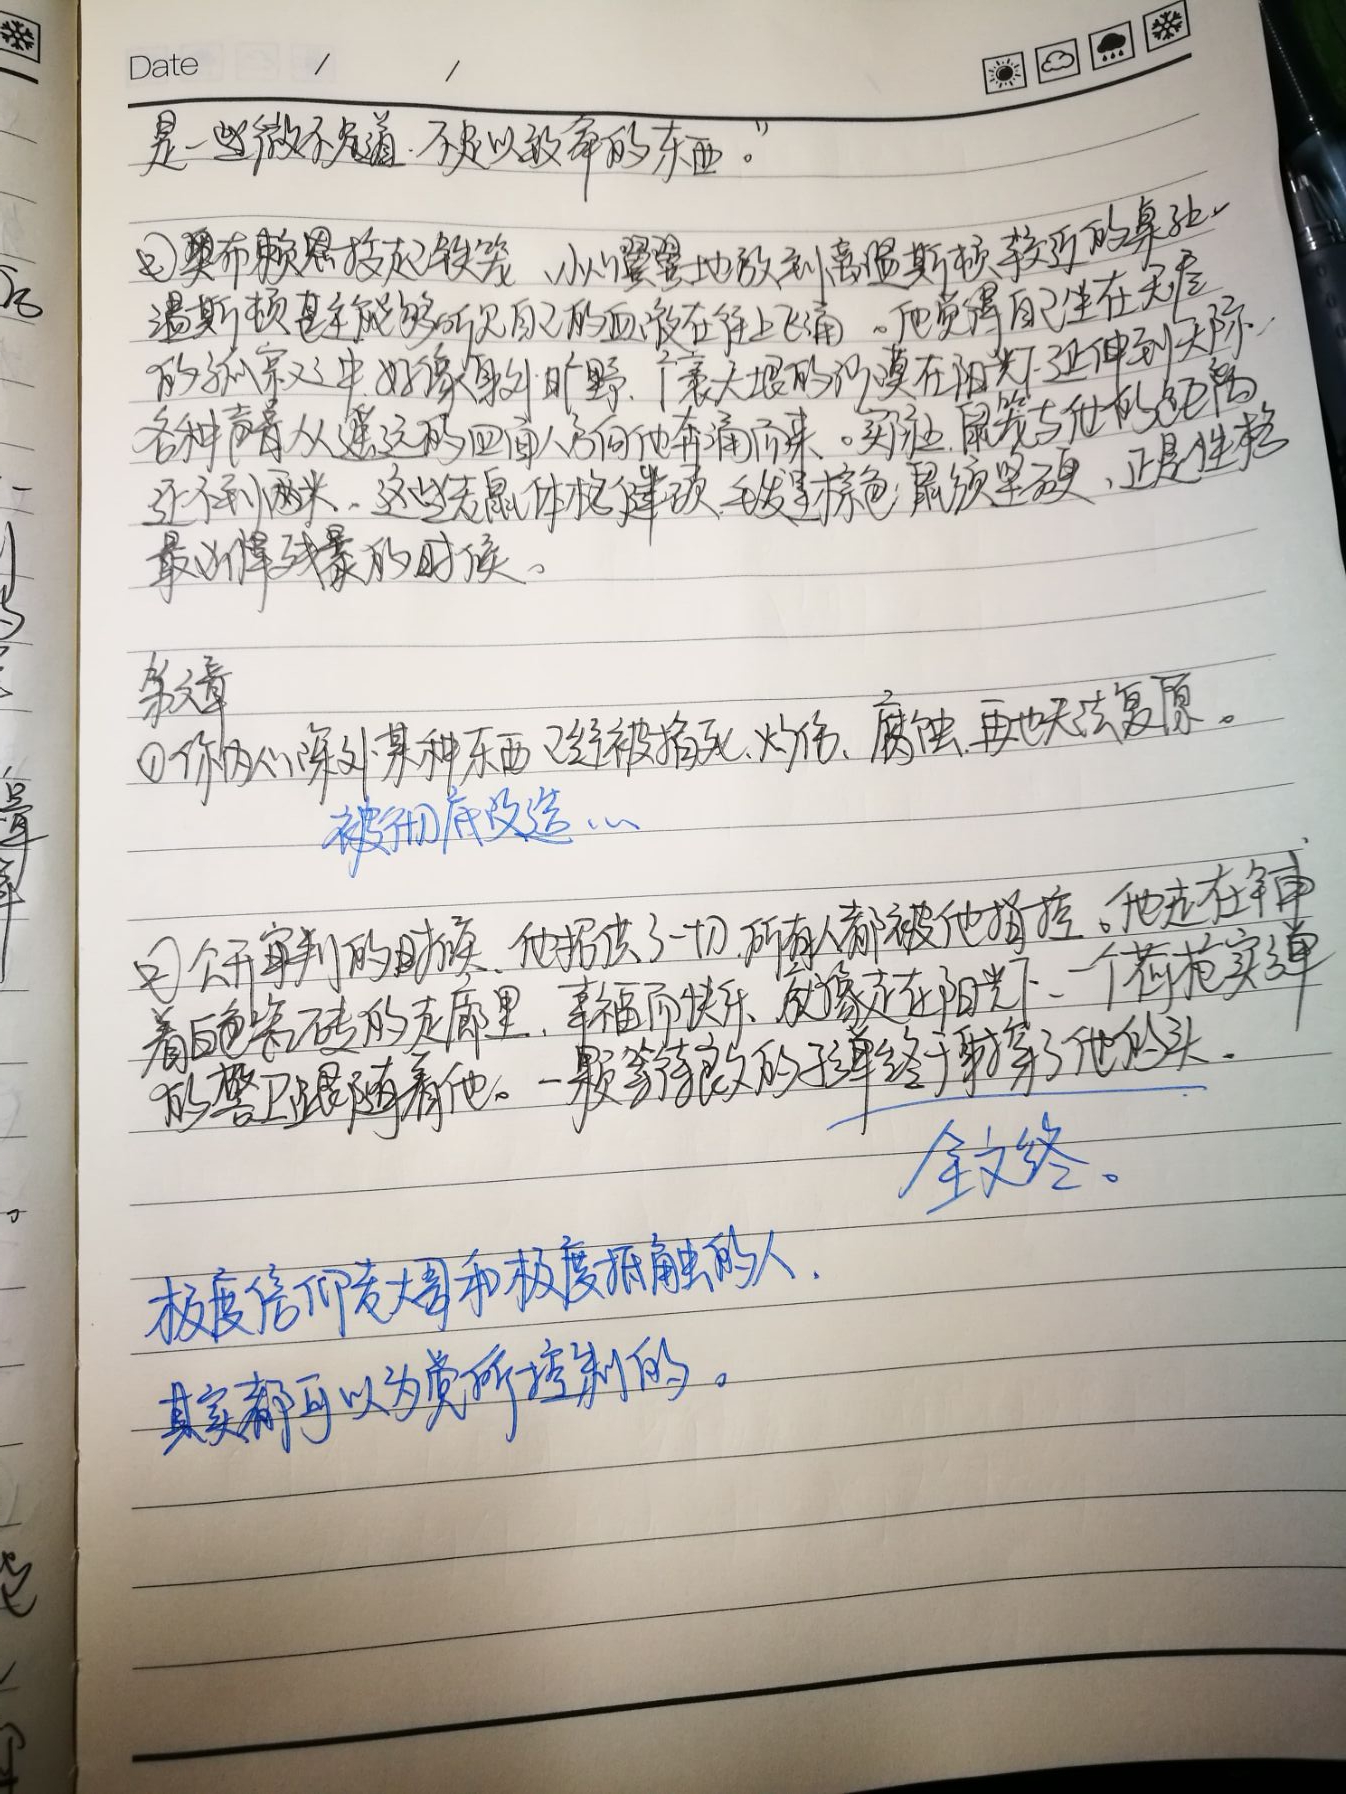 Date / /
是一些微不足道、不足以致命的东西。”
②奥布赖恩拎起铁笼、小心翼翼地放到离温斯顿较近的桌边,
温斯顿甚至能够听见自己的血液在往上飞涌。他觉得自己坐在无尽
的孤寂之中,好像身外旷野、广袤大垠的沙漠在阳光下延伸到天际.
各种声音从遥远的四面八方向他奔涌而来。实际上,鼠笼与他的距离
还不到两米。这些老鼠体格健硕,毛发呈棕色,鼠须坚硬,正是性格
最凶悍残暴的时候。
条文章
①你内心深处某种东西已经被掐死、灼伤、腐蚀,再也无法复原。
被彻底改造…
②公开审判的时候,他招供了一切,所有人都被他指控。他走在铺
着白色瓷砖的走廊里,幸福而快乐,就像走在阳光下,一个荷枪实弹
的警卫跟随着他。一颗等待良久的子弹终于射穿了他的头.
全文终。
极度信仰老大哥和极度抵触的人,
其实都可以为党所控制的。